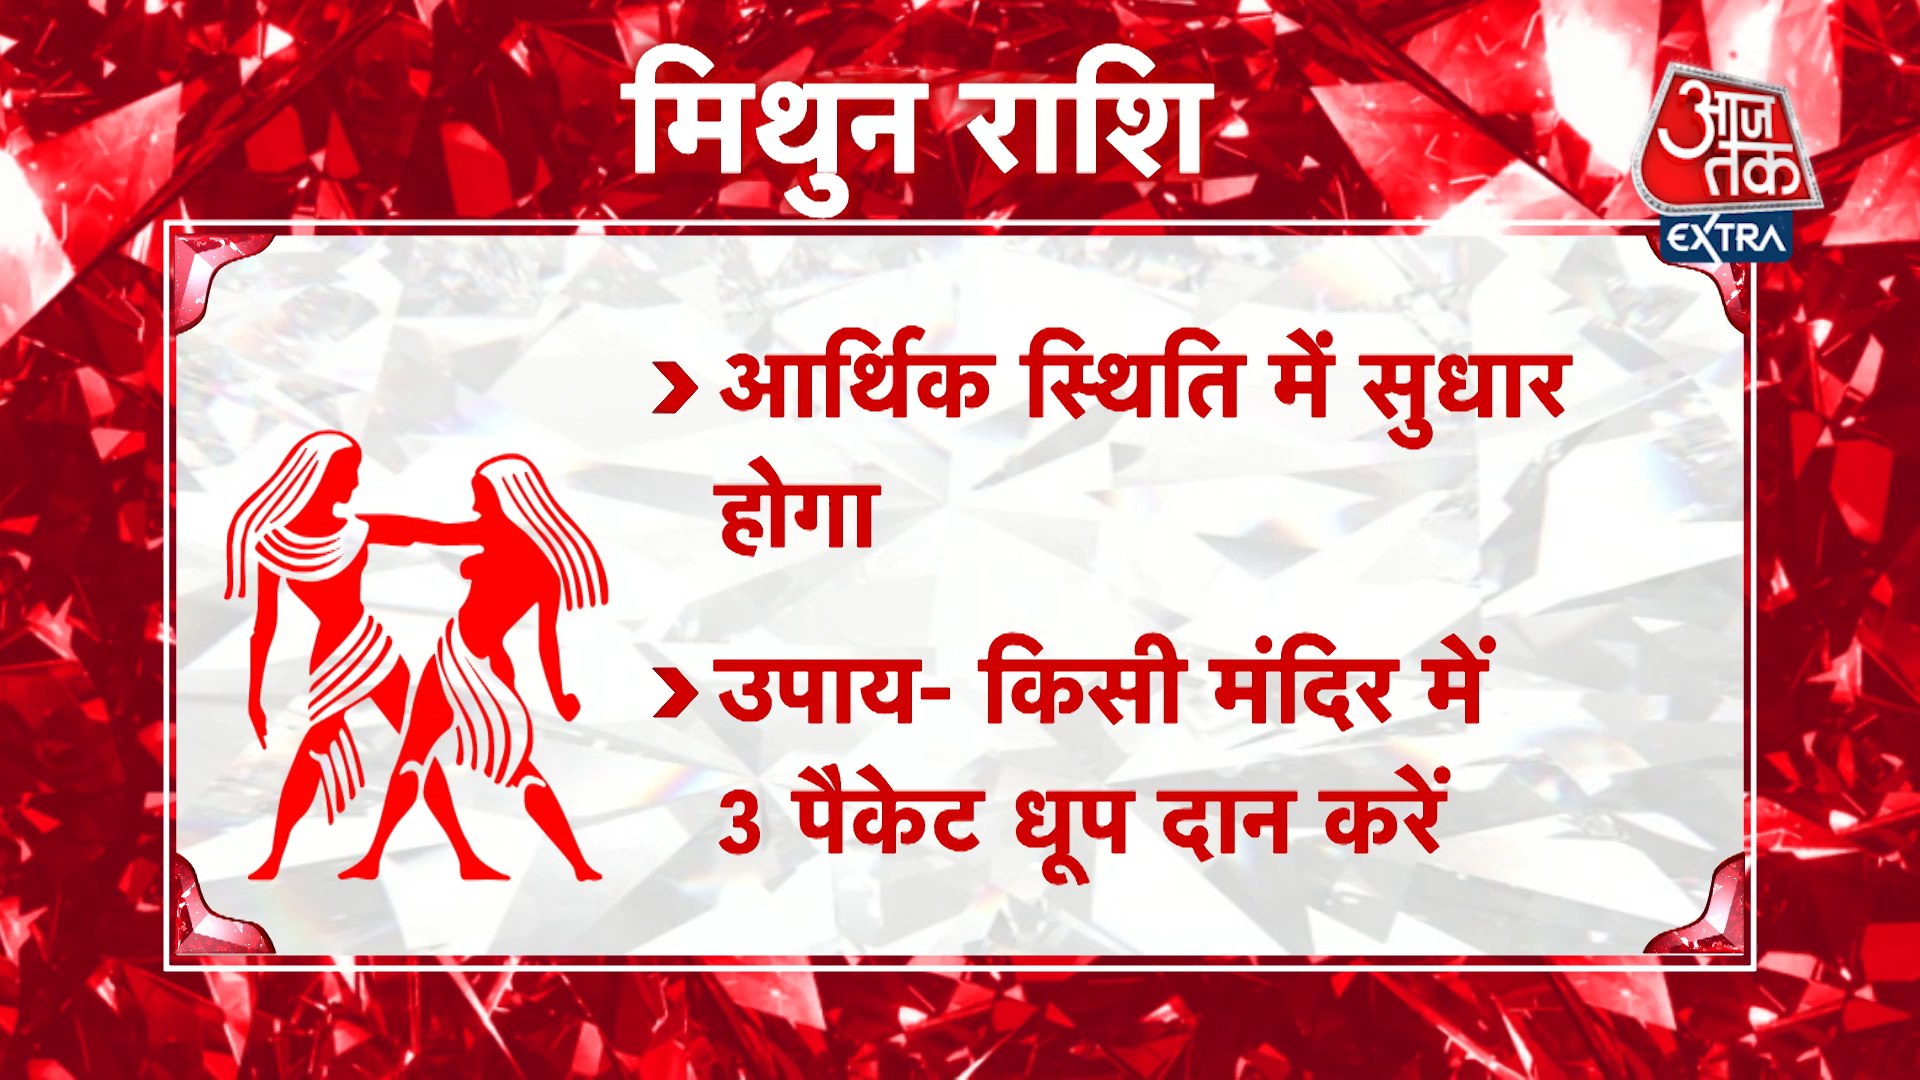 मिथुन राशि
आज
तक
EXTRA
› आर्थिक स्थिति में सुधार
होगा
› उपाय- किसी मंदिर में
3 पैकेट धूप दान करें